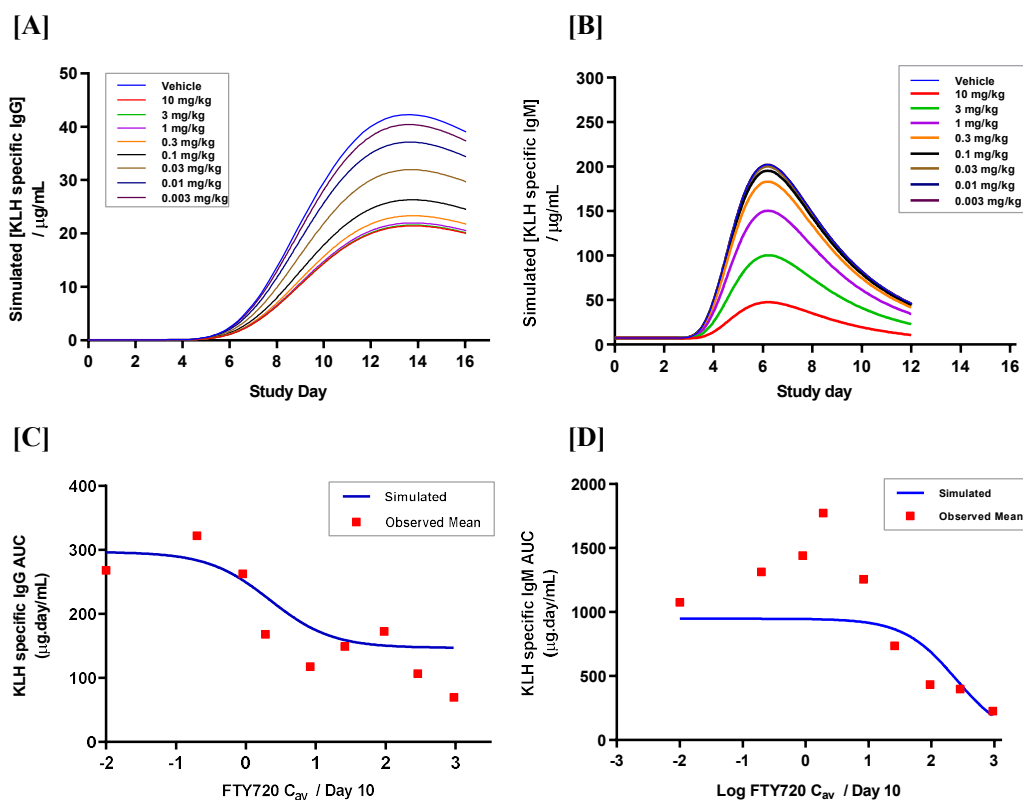 [A]
Simulated [KLH specific IgG]
/ µg/mL
50
40
30
20
10
0
0 2 4 6 8 10 12 14 16
Study Day
Vehicle
10 mg/kg
3 mg/kg
1 mg/kg
0.3 mg/kg
0.1 mg/kg
0.03 mg/kg
0.01 mg/kg
0.003 mg/kg
[B]
Simulated [KLH specific IgM]
/ µg/mL
300
250
200
150
100
50
0
0 2 4 6 8 10 12 14 16
Study day
Vehicle
10 mg/kg
3 mg/kg
1 mg/kg
0.3 mg/kg
0.1 mg/kg
0.03 mg/kg
0.01 mg/kg
0.003 mg/kg
[C]
KLH specific IgG AUC
(µg.day/mL)
400
300
200
100
0
-2 -1 0 1 2 3
FTY720 Cav / Day 10
Simulated
Observed Mean
[D]
KLH specific IgM AUC
(µg.day/mL)
2000
1500
1000
500
0
-3 -2 -1 0 1 2 3
Log FTY720 Cav / Day 10
Simulated
Observed Mean